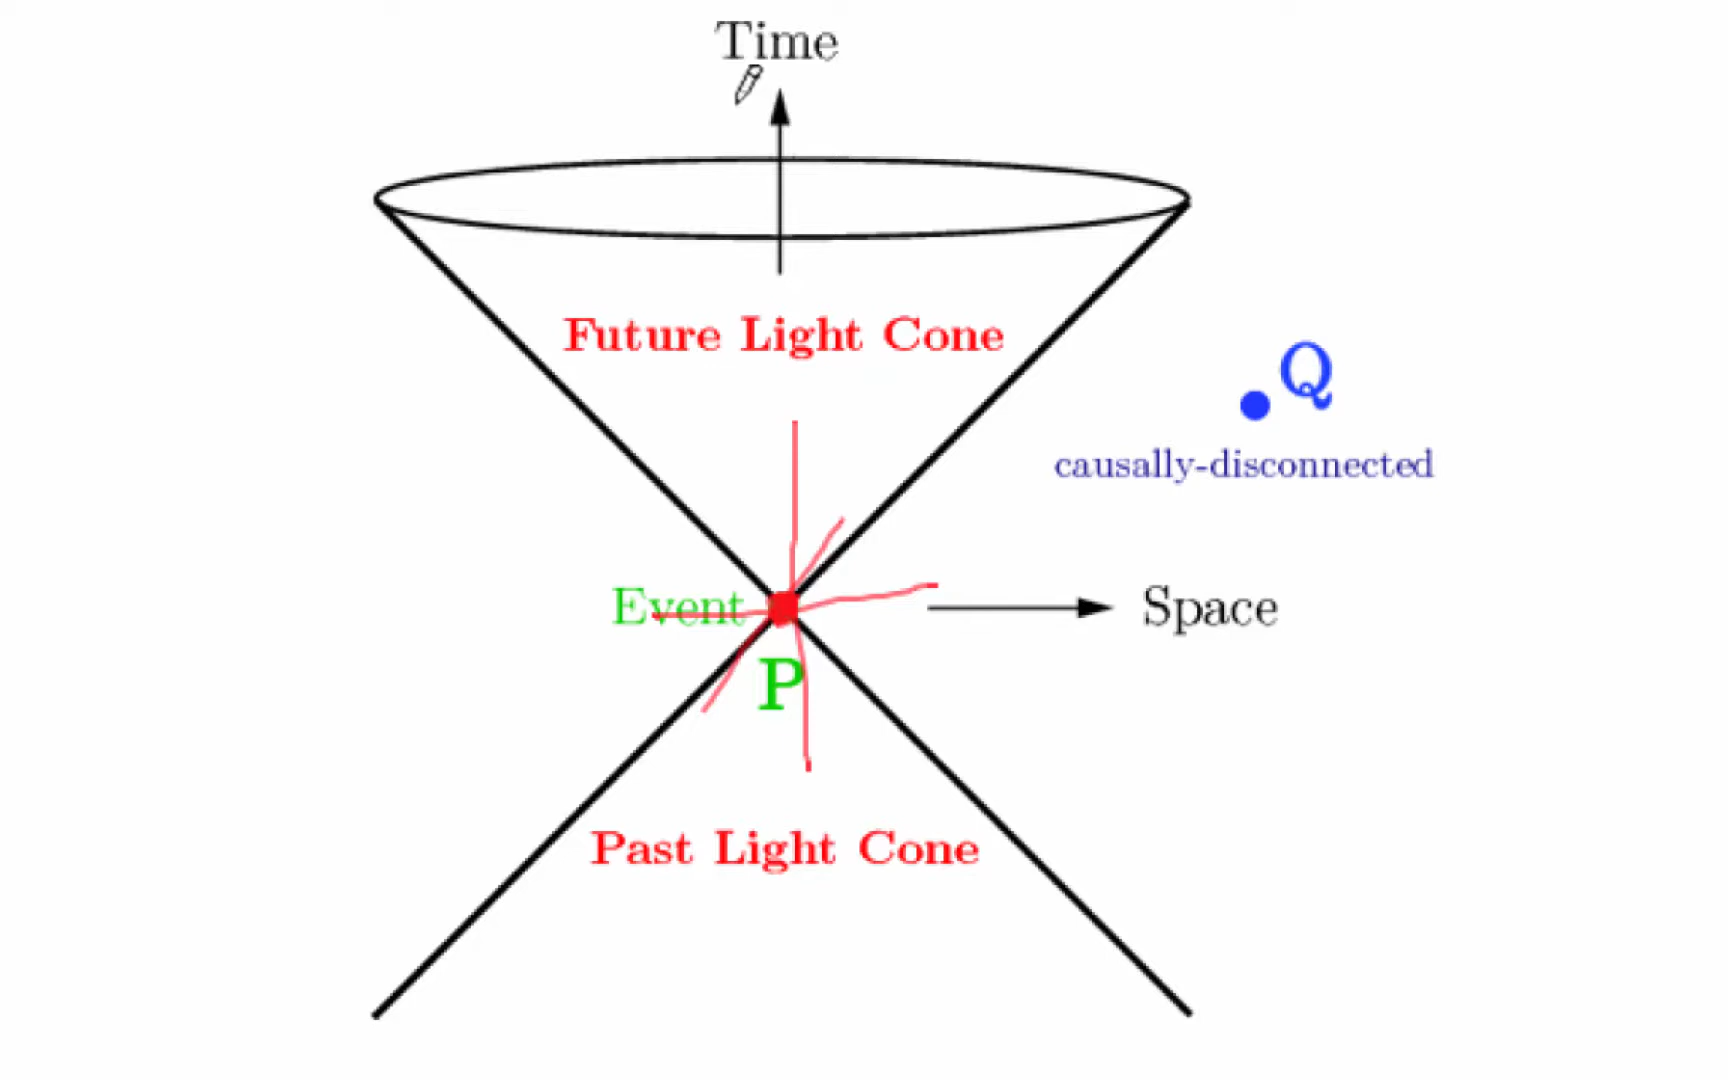 Time
Future Light Cone
Q
causally-disconnected
Event
Space
P
Past Light Cone